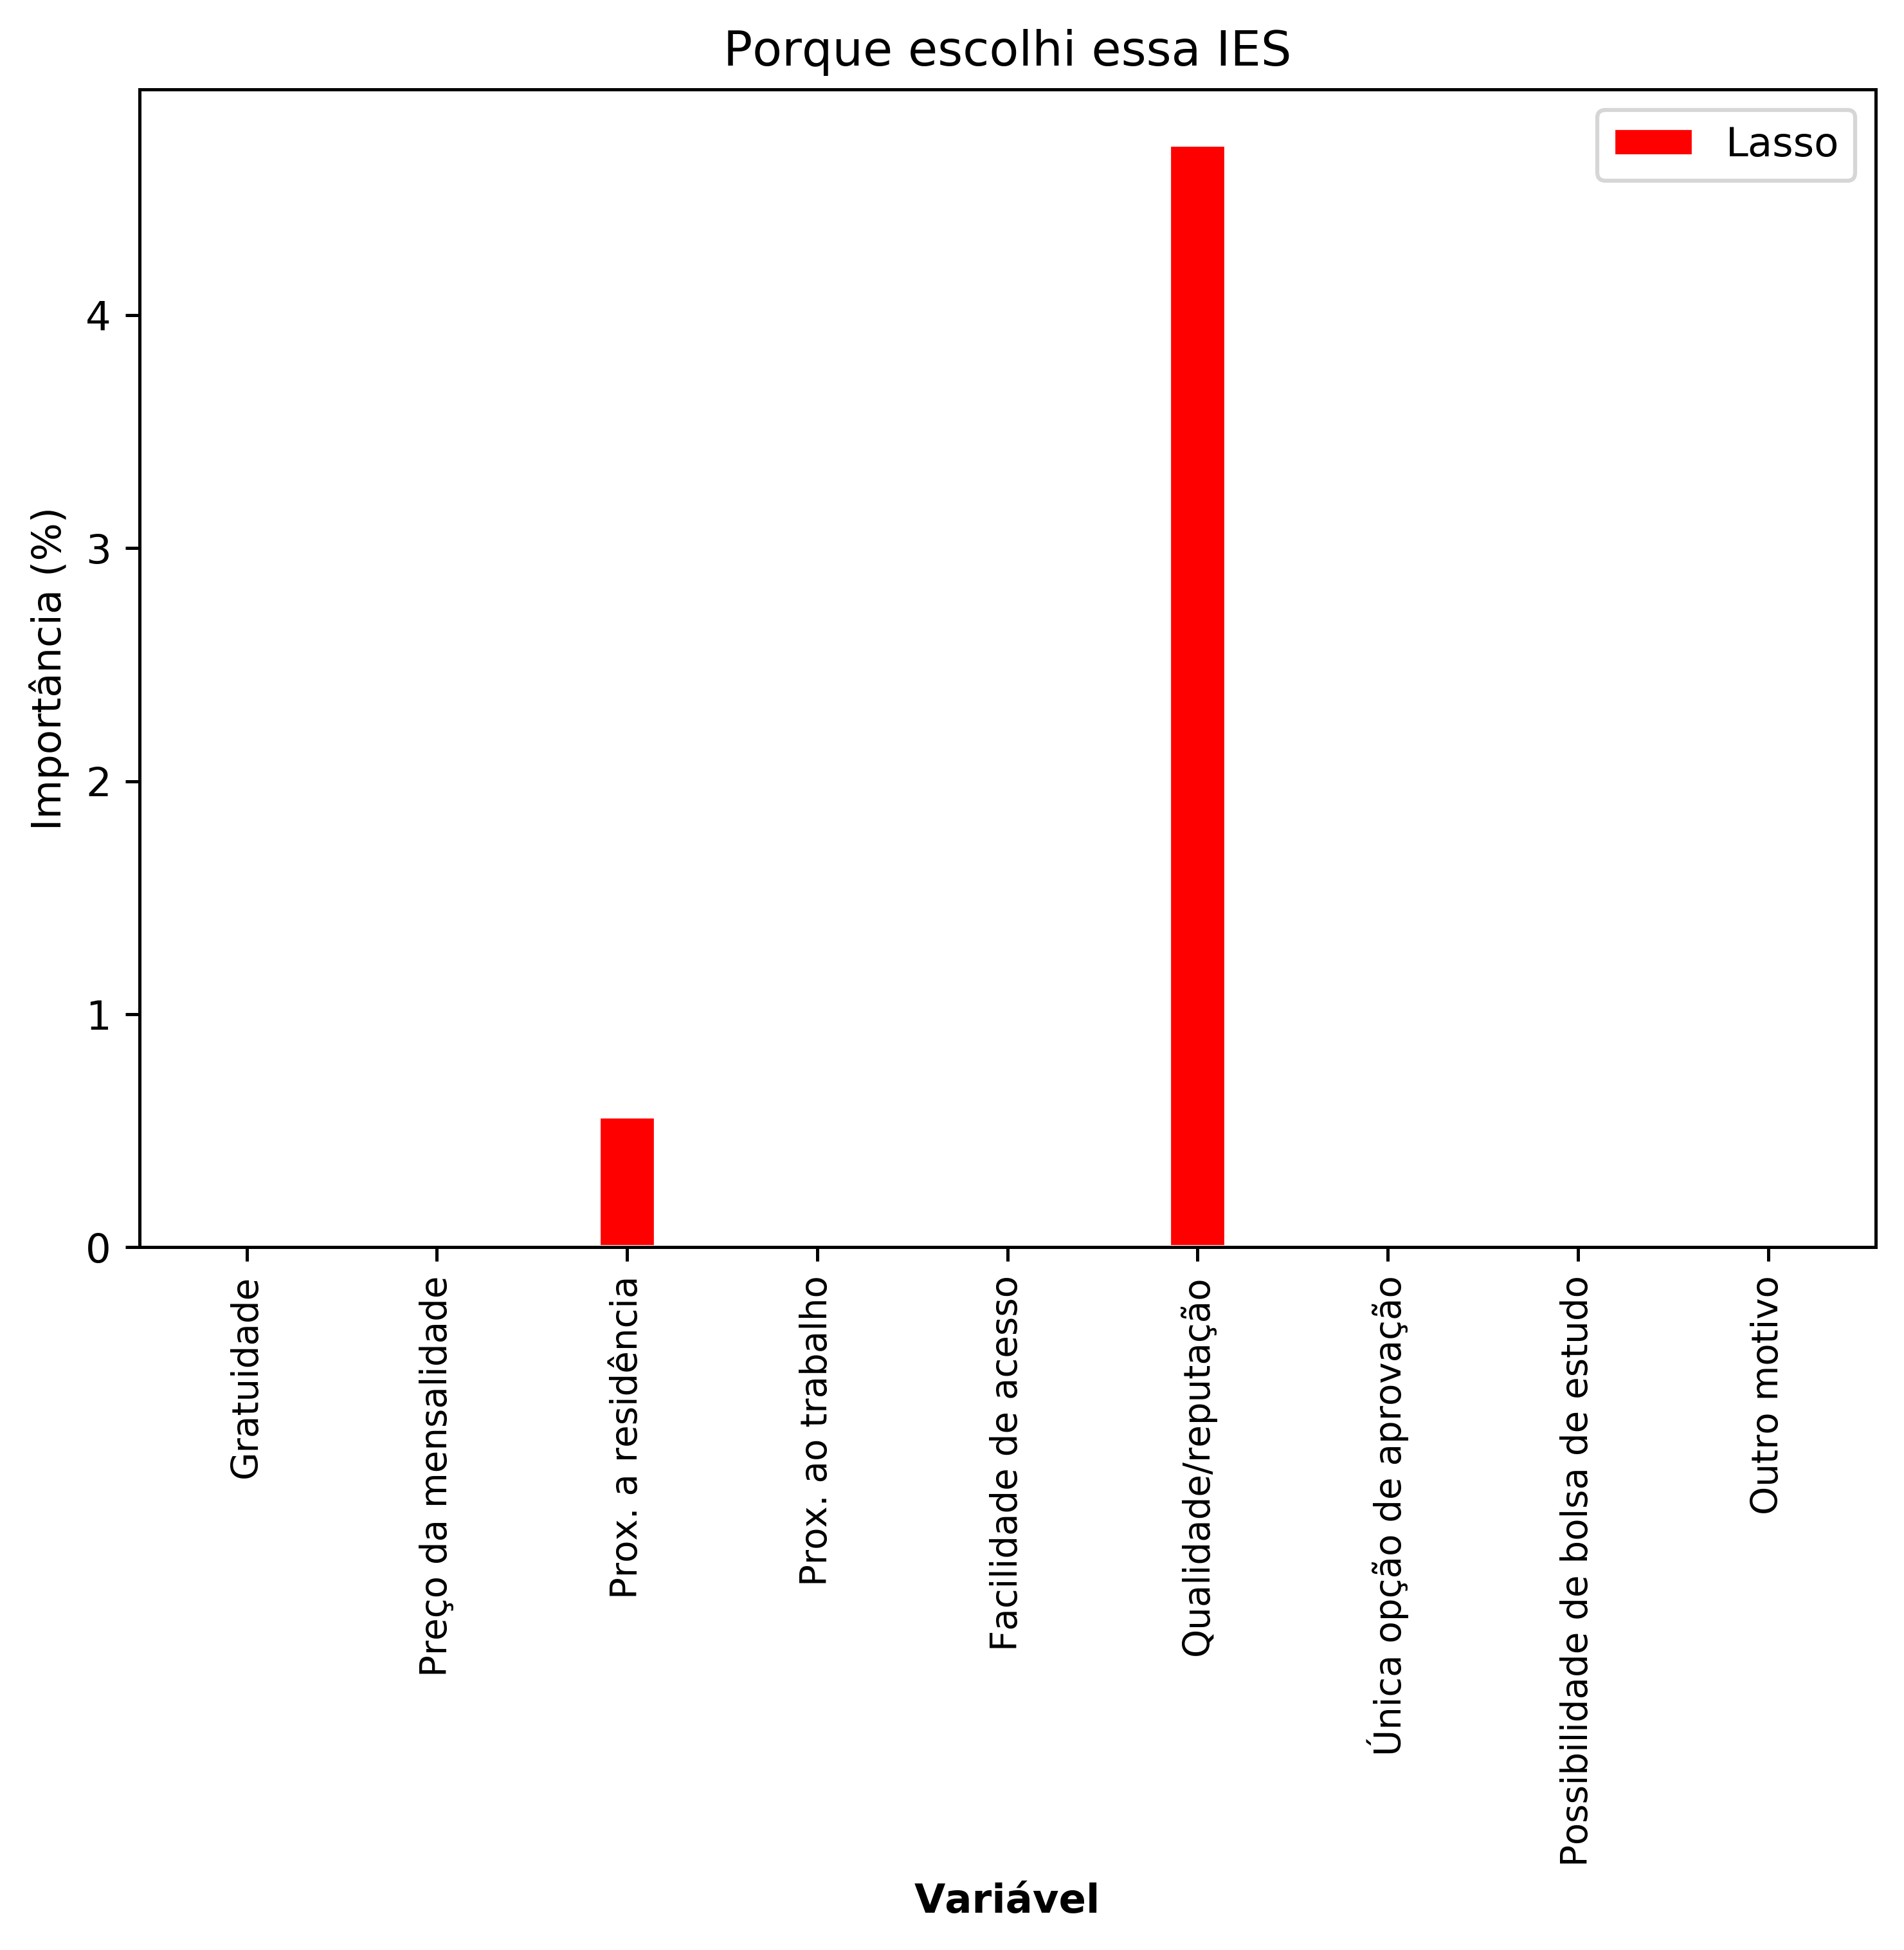 Porque escolhi essa IES
Lasso
Importância (%)
4
3
2
1
0
Gratuidade
Preço da mensalidade
Prox. a residência
Prox. ao trabalho
Facilidade de acesso
Qualidade/reputação
Única opção de aprovação
Possibilidade de bolsa de estudo
Outro motivo
Variável